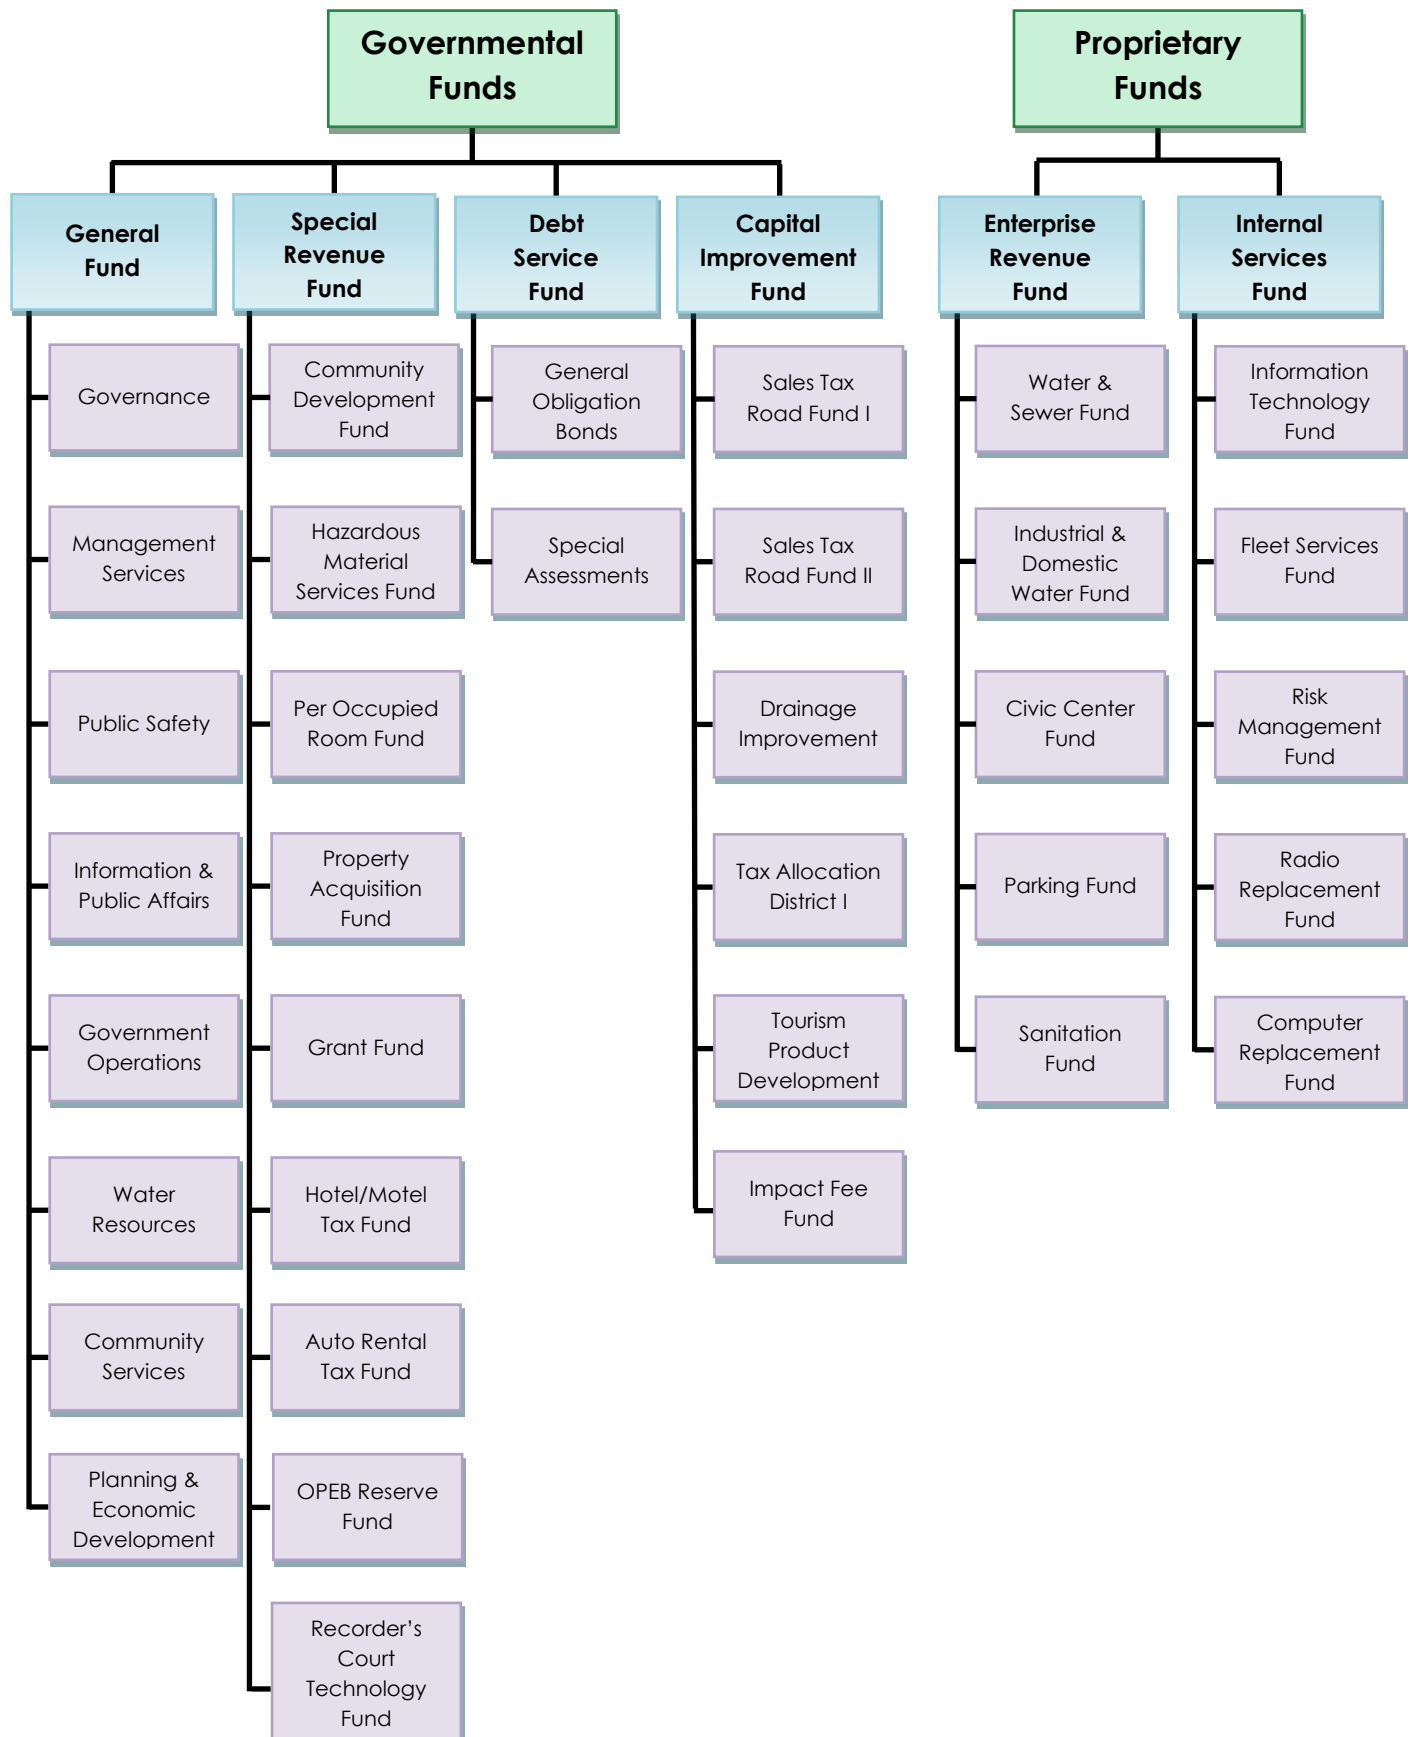 Governmental
Funds
Proprietary
Funds
General
Fund
Special
Revenue
Fund
Debt
Service
Fund
Capital
Improvement
Fund
Enterprise
Revenue
Fund
Internal
Services
Fund
Governance
Management
Services
Public Safety
Information &
Public Affairs
Government
Operations
Water
Resources
Community
Services
Planning &
Economic
Development
Community
Development
Fund
Hazardous
Material
Services Fund
Per Occupied
Room Fund
Property
Acquisition
Fund
Grant Fund
Hotel/Motel
Tax Fund
Auto Rental
Tax Fund
OPEB Reserve
Fund
Recorder’s
Court
Technology
Fund
General
Obligation
Bonds
Special
Assessments
Sales Tax
Road Fund I
Sales Tax
Road Fund II
Drainage
Improvement
Tax Allocation
District I
Tourism
Product
Development
Impact Fee
Fund
Water &
Sewer Fund
Industrial &
Domestic
Water Fund
Civic Center
Fund
Parking Fund
Sanitation
Fund
Information
Technology
Fund
Fleet Services
Fund
Risk
Management
Fund
Radio
Replacement
Fund
Computer
Replacement
Fund